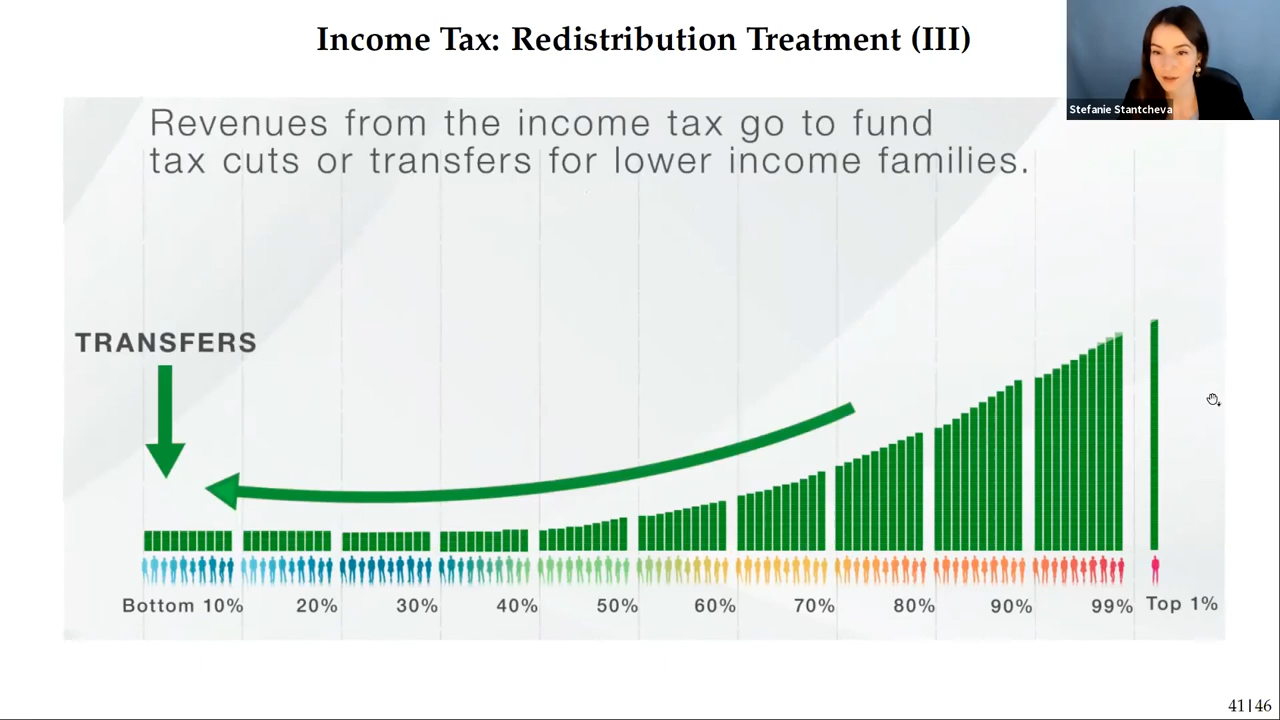 Income Tax: Redistribution Treatment (III)
Stefanie Stantcheva
Revenues from the income tax go to fund
tax cuts or transfers for lower income families.
TRANSFERS
Bottom 10% 20% 30% 40% 50% 60% 70% 80% 90% 99% Top 1%
41|46